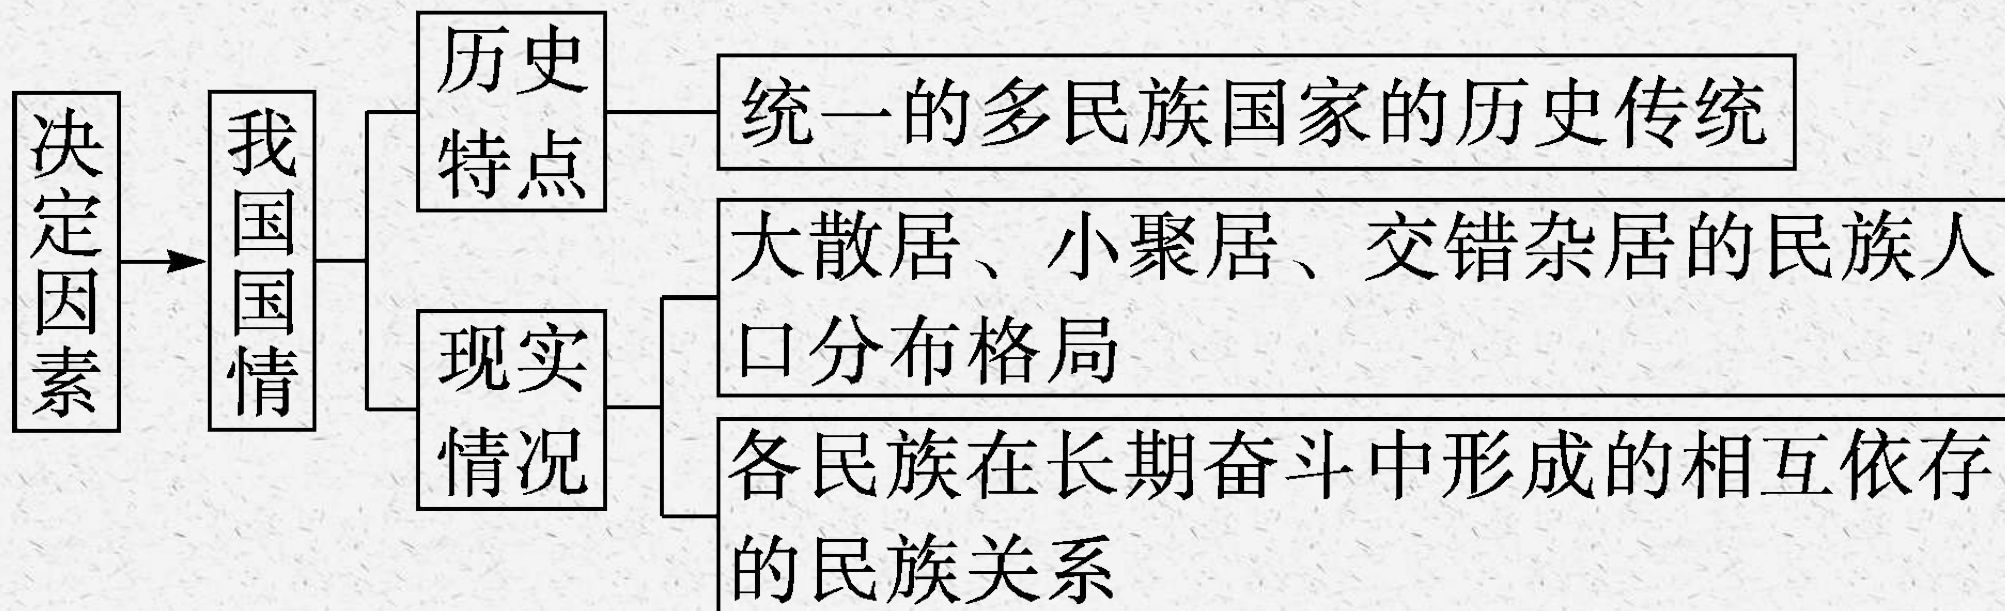 决定因素
我国国情
历史
特点
统一的多民族国家的历史传统
现实
情况
大散居、小聚居、交错杂居的民族人
口分布格局
各民族在长期奋斗中形成的相互依存
的民族关系